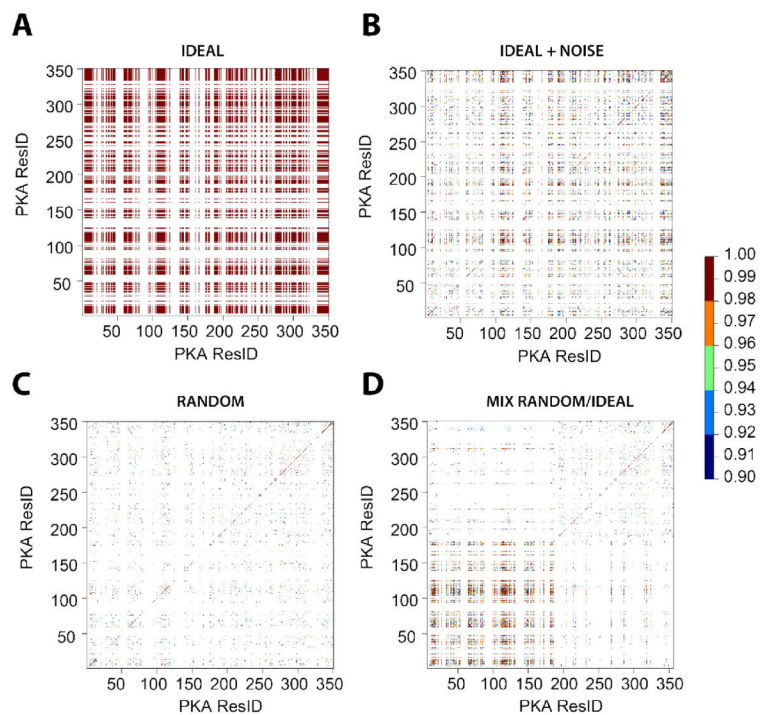 A
IDEAL
350
300
250
200
150
100
50
PKA ResID
50 100 150 200 250 300 350
PKA ResID
B
IDEAL + NOISE
350
300
250
200
150
100
50
PKA ResID
50 100 150 200 250 300 350
PKA ResID
1.00
0.99
0.98
0.97
0.96
0.95
0.94
0.93
0.92
0.91
0.90
C
RANDOM
350
300
250
200
150
100
50
PKA ResID
50 100 150 200 250 300 350
PKA ResID
D
MIX RANDOM/IDEAL
350
300
250
200
150
100
50
PKA ResID
50 100 150 200 250 300 350
PKA ResID